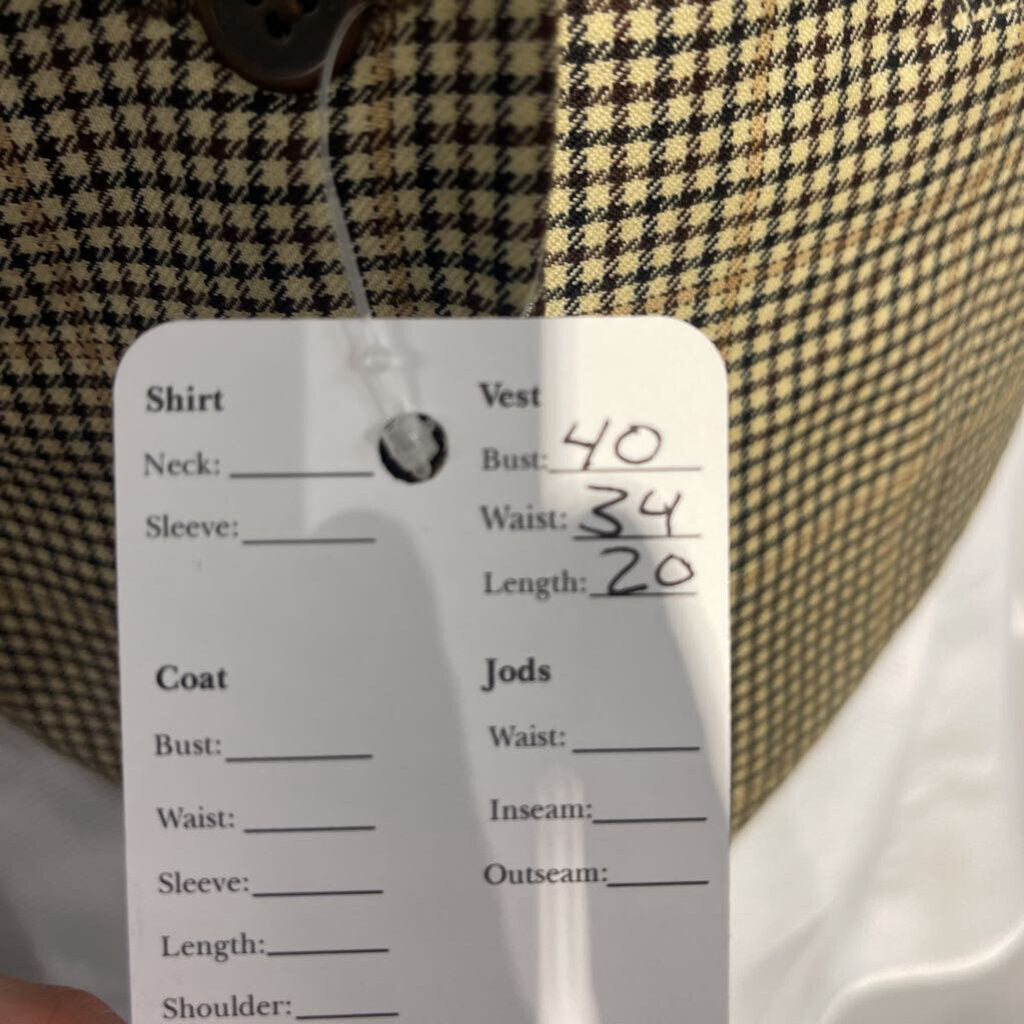 Shirt
Neck:
Sleeve:
Vest
Bust: 40
Waist: 34
Length: 20
Coat
Bust:
Waist:
Sleeve:
Length:
Shoulder:
Jods
Waist:
Inseam:
Outseam: